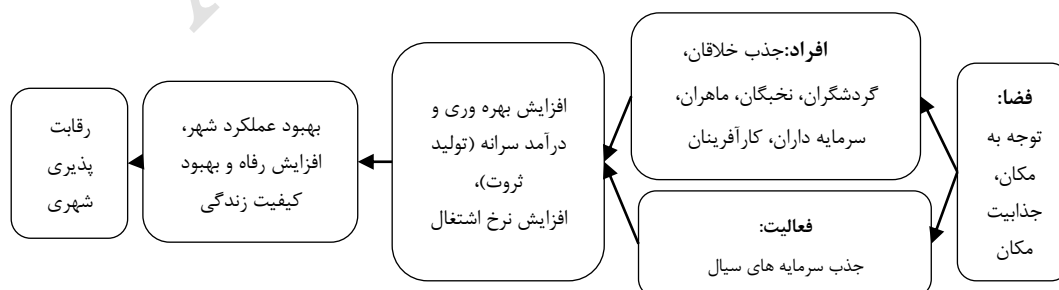 فضا:
توجه به
مکان،
جذابیت
مکان
افراد:جذب خلاقان،
گردشگران، نخبگان، ماهران،
سرمایه داران، کارآفرینان
فعالیت:
جذب سرمایه های سیال
افزایش بهره وری و
درآمد سرانه (تولید
ثروت)،
افزایش نرخ اشتغال
بهبود عملکرد شهر،
افزایش رفاه و بهبود
کیفیت زندگی
رقابت
پذیری
شهری